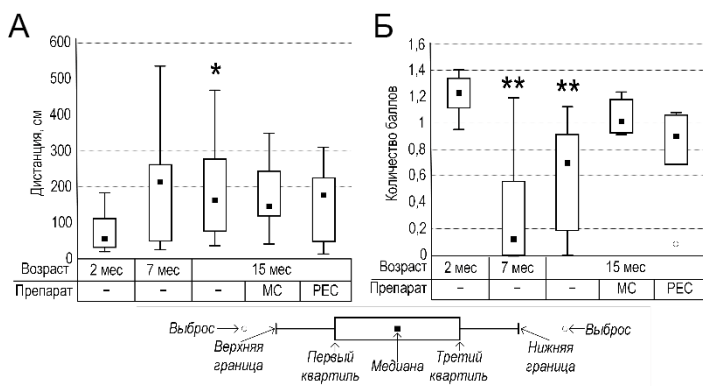 А
Дистанция, см
600
500
400
300
200
100
0
*
Возраст 2 мес 7 мес 15 мес
Препарат – – – МС РЕС
Б
Количество баллов
1,6
1,4
1,2
1
0,8
0,6
0,4
0,2
0
** **
Возраст 2 мес 7 мес 15 мес
Препарат – – – МС РЕС
Выброс
Верхняя граница
Первый квартиль
Медиана
Третий квартиль
Нижняя граница
Выброс